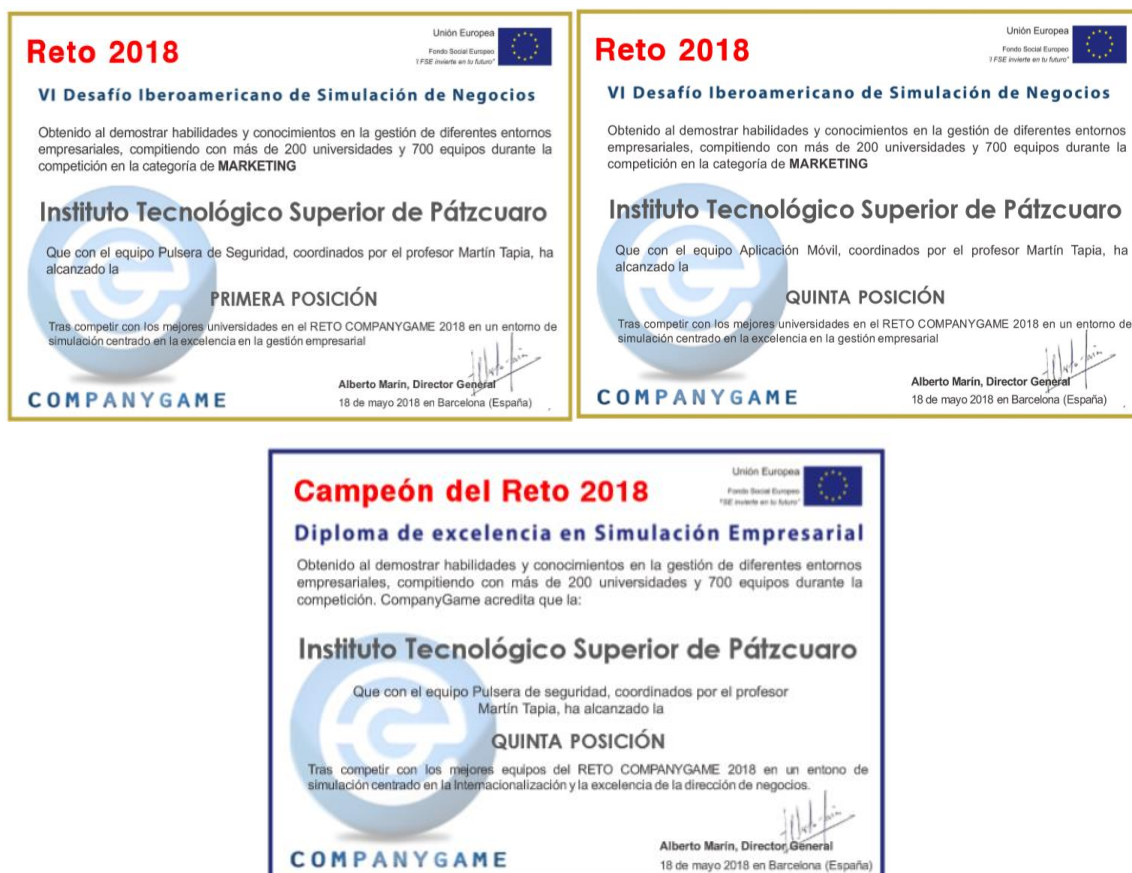 Reto 2018
Unión Europea
Fondo Social Europeo
"I FSE invierte en tu futuro"
VI Desafío Iberoamericano de Simulación de Negocios
Obtenido al demostrar habilidades y conocimientos en la gestión de diferentes entornos
empresariales, compitiendo con más de 200 universidades y 700 equipos durante la
competición en la categoría de MARKETING
Instituto Tecnológico Superior de Pátzcuaro
Que con el equipo Pulsera de Seguridad, coordinados por el profesor Martín Tapia, ha
alcanzado la
PRIMERA POSICIÓN
Tras competir con los mejores universidades en el RETO COMPANYGAME 2018 en un entorno de
simulación centrado en la excelencia en la gestión empresarial
Alberto Marín, Director General
18 de mayo 2018 en Barcelona (España)
COMPANYGAME
Reto 2018
Unión Europea
Fondo Social Europeo
"I FSE invierte en tu futuro"
VI Desafío Iberoamericano de Simulación de Negocios
Obtenido al demostrar habilidades y conocimientos en la gestión de diferentes entornos
empresariales, compitiendo con más de 200 universidades y 700 equipos durante la
competición en la categoría de MARKETING
Instituto Tecnológico Superior de Pátzcuaro
Que con el equipo Aplicación Móvil, coordinados por el profesor Martín Tapia, ha
alcanzado la
QUINTA POSICIÓN
Tras competir con los mejores universidades en el RETO COMPANYGAME 2018 en un entorno de
simulación centrado en la excelencia en la gestión empresarial
Alberto Marín, Director General
18 de mayo 2018 en Barcelona (España)
COMPANYGAME
Campeón del Reto 2018
Unión Europea
Fondo Social Europeo
"FSE invierte en tu futuro"
Diploma de excelencia en Simulación Empresarial
Obtenido al demostrar habilidades y conocimientos en la gestión de diferentes entornos
empresariales, compitiendo con más de 200 universidades y 700 equipos durante la
competición. CompanyGame acredita que la:
Instituto Tecnológico Superior de Pátzcuaro
Que con el equipo Pulsera de seguridad, coordinados por el profesor
Martín Tapia, ha alcanzado la
QUINTA POSICIÓN
Tras competir con los mejores equipos del RETO COMPANYGAME 2018 en un entono de
simulación centrado en la Internacionalización y la excelencia de la dirección de negocios.
Alberto Marín, Director General
18 de mayo 2018 en Barcelona (España)
COMPANYGAME